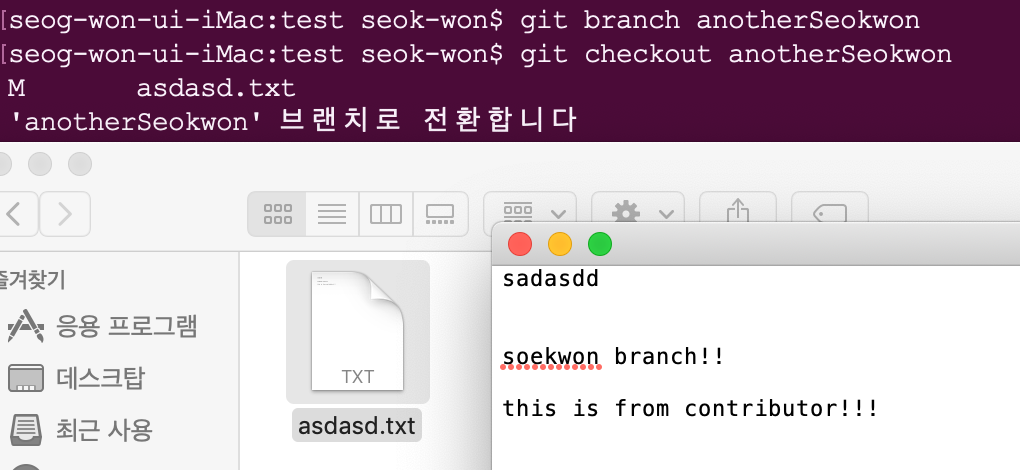 [seog-won-ui-iMac:test seok-won$ git branch anotherSeokwon
[seog-won-ui-iMac:test seok-won$ git checkout anotherSeokwon
M       asdasd.txt
'anotherSeokwon' 브랜치로 전환합니다
즐겨찾기
응용 프로그램
데스크탑
최근 사용
TXT
asdasd.txt
sadasdd
soekwon branch!!
this is from contributor!!!